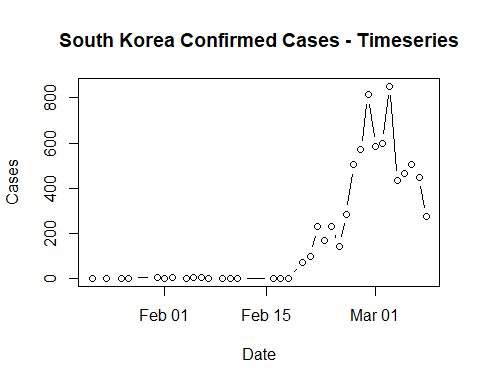 South Korea Confirmed Cases - Timeseries
Cases
800
600
400
200
0
Feb 01 Feb 15 Mar 01
Date